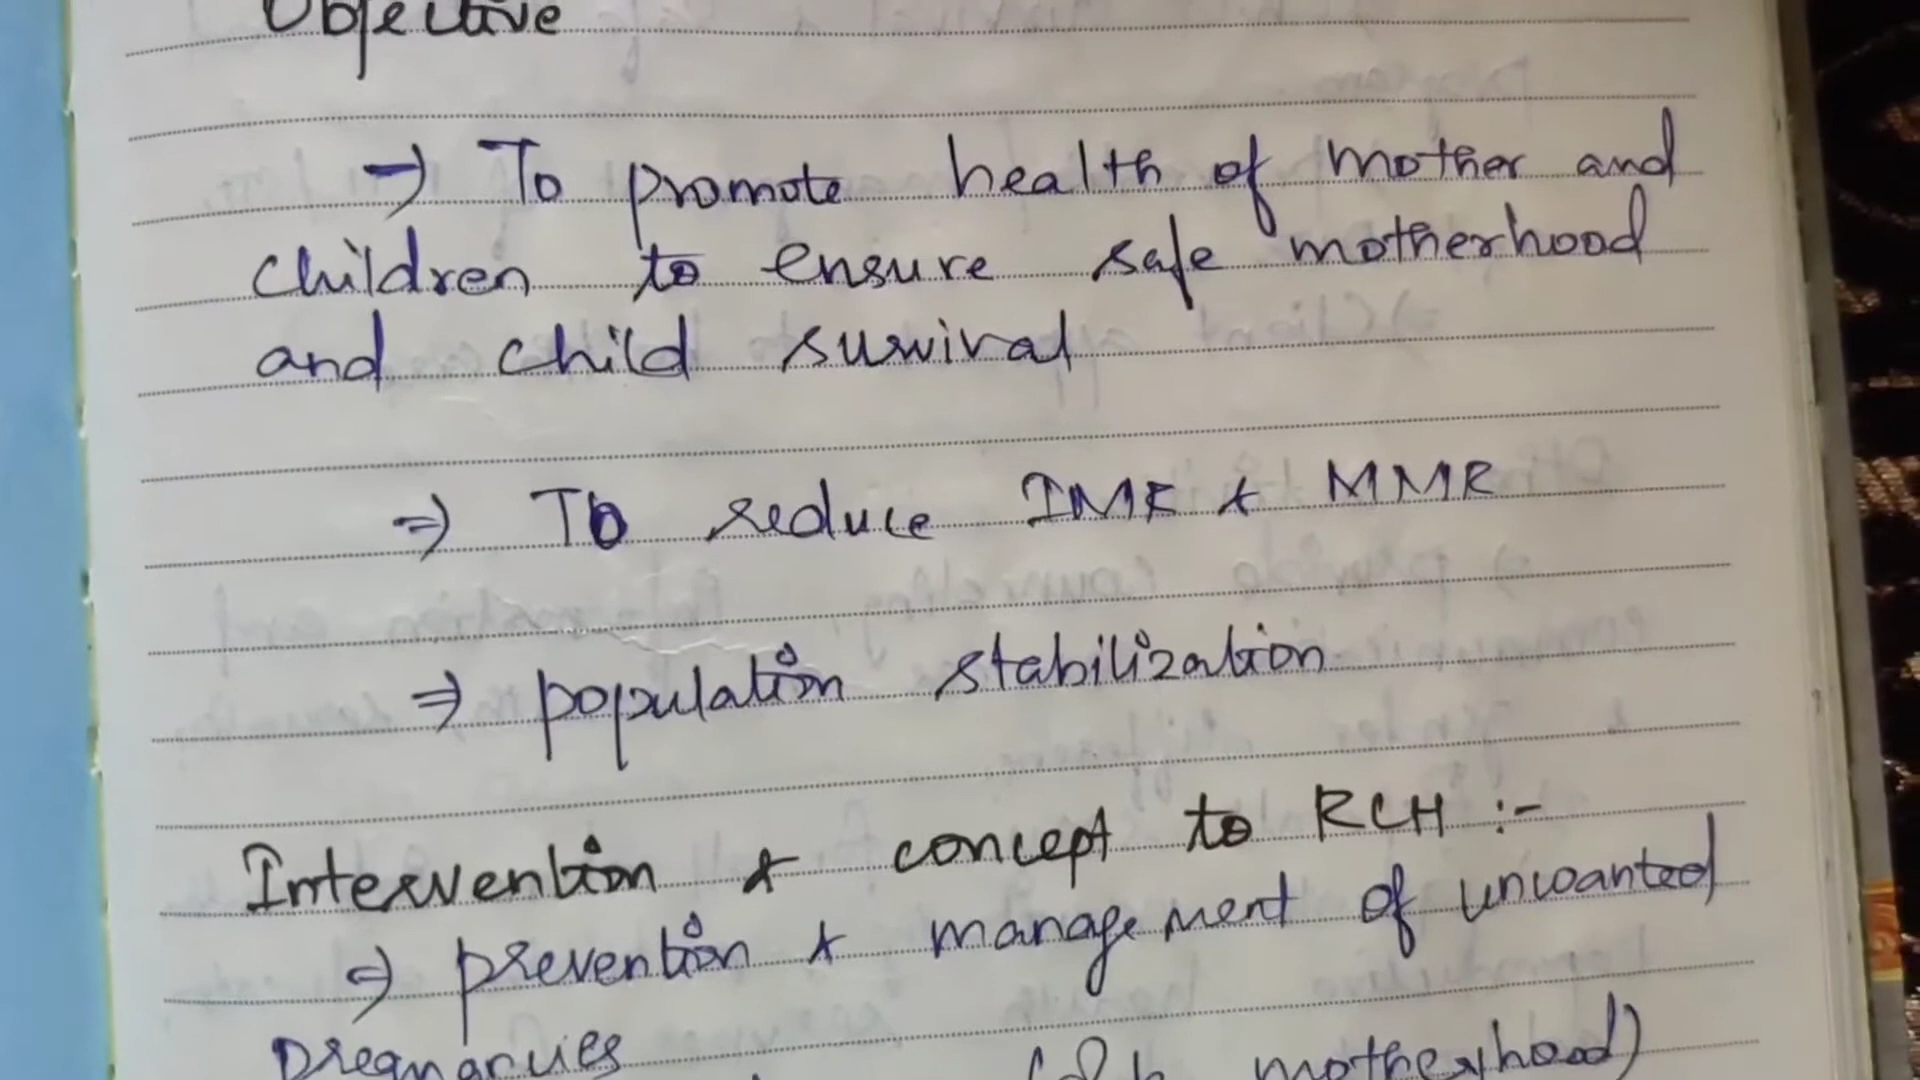 Objective
→ To promote health of mother and
children to ensure safe motherhood
and child survival
⇒ To reduce IMR & MMR
⇒ population stabilization
Intervention & concept to RCH :-
⇒ prevention & management of unwanted
pregnancies
motherhood)